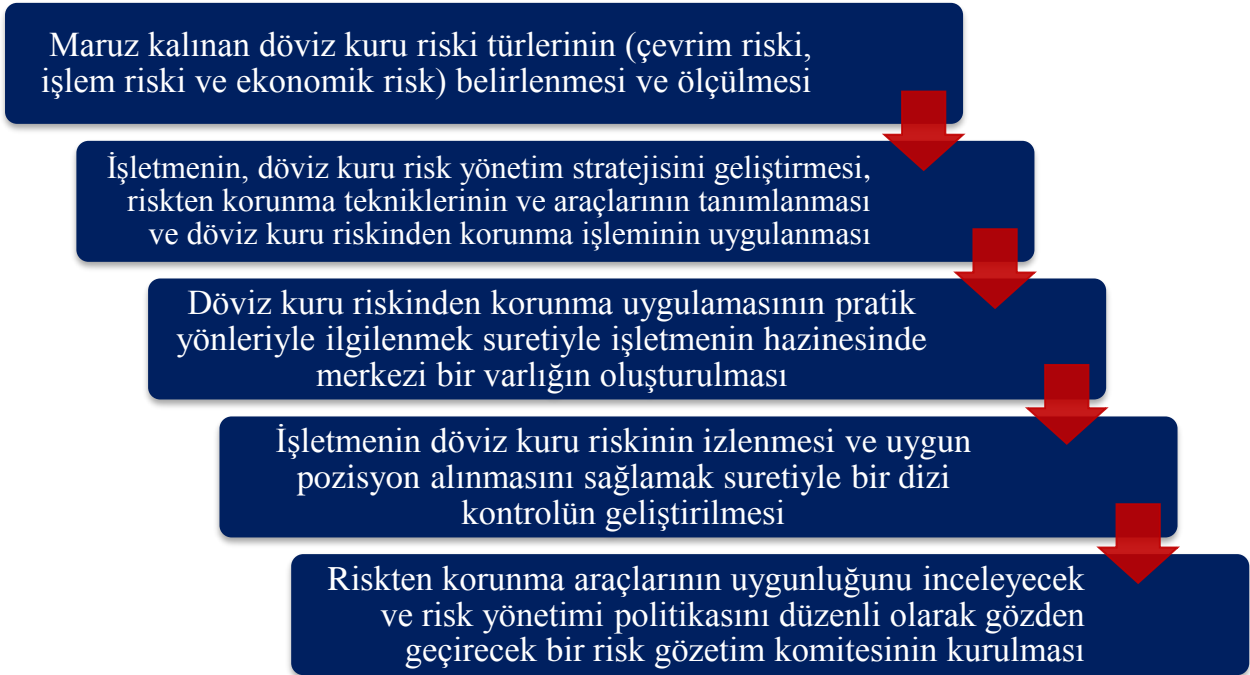 Maruz kalınan döviz kuru riski türlerinin (çevrim riski,
işlem riski ve ekonomik risk) belirlenmesi ve ölçülmesi
İşletmenin, döviz kuru risk yönetim stratejisini geliştirmesi,
riskten korunma tekniklerinin ve araçlarının tanımlanması
ve döviz kuru riskinden korunma işleminin uygulanması
Döviz kuru riskinden korunma uygulamasının pratik
yönleriyle ilgilenmek suretiyle işletmenin hazinesinde
merkezi bir varlığın oluşturulması
İşletmenin döviz kuru riskinin izlenmesi ve uygun
pozisyon alınmasını sağlamak suretiyle bir dizi
kontrolün geliştirilmesi
Riskten korunma araçlarının uygunluğunu inceleyecek
ve risk yönetimi politikasını düzenli olarak gözden
geçirecek bir risk gözetim komitesinin kurulması